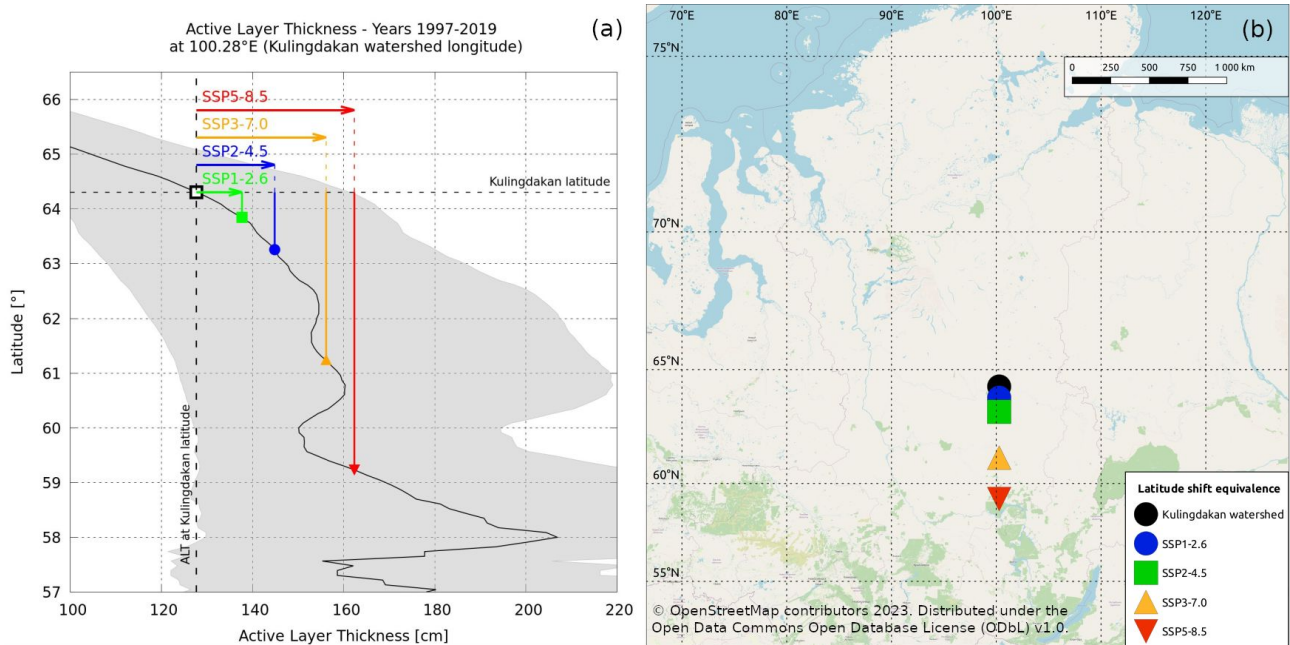 Active Layer Thickness - Years 1997-2019
at 100.28°E (Kulingdakan watershed longitude)
(a)
66
65
64
63
62
61
60
59
58
57
Latitude [°]
SSP5-8.5
SSP3-7.0
SSP2-4.5
SSP1-2.6
Kulingdakan latitude
ALT at Kulingdakan latitude
100
120
140
160
180
200
220
Active Layer Thickness [cm]
70°E
80°E
90°E
100°E
110°E
120°E
(b)
75°N
70°N
65°N
60°N
55°N
0 250 500 750 1 000 km
Latitude shift equivalence
Kulingdakan watershed
SSP1-2.6
SSP2-4.5
SSP3-7.0
SSP5-8.5
© OpenStreetMap contributors 2023. Distributed under the
Open Data Commons Open Database License (ODbL) v1.0.